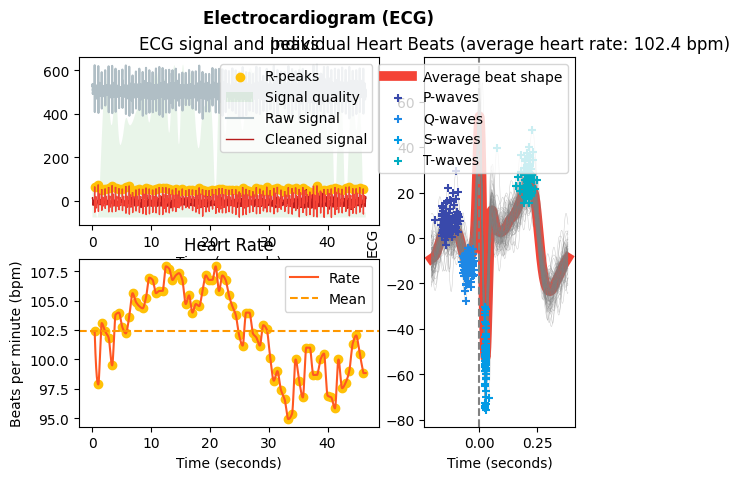 Electrocardiogram (ECG)
ECG signal and peaks
Individual Heart Beats (average heart rate: 102.4 bpm)
600
400
200
0
R-peaks
Signal quality
Raw signal
Cleaned signal
0
10
20
30
40
Time (seconds)
Heart Rate
Beats per minute (bpm)
107.5
105.0
102.5
100.0
97.5
95.0
Rate
Mean
0
10
20
30
40
Time (seconds)
ECG
Average beat shape
P-waves
Q-waves
S-waves
T-waves
60
40
20
0
−20
−40
−60
−80
0.00
0.25
Time (seconds)